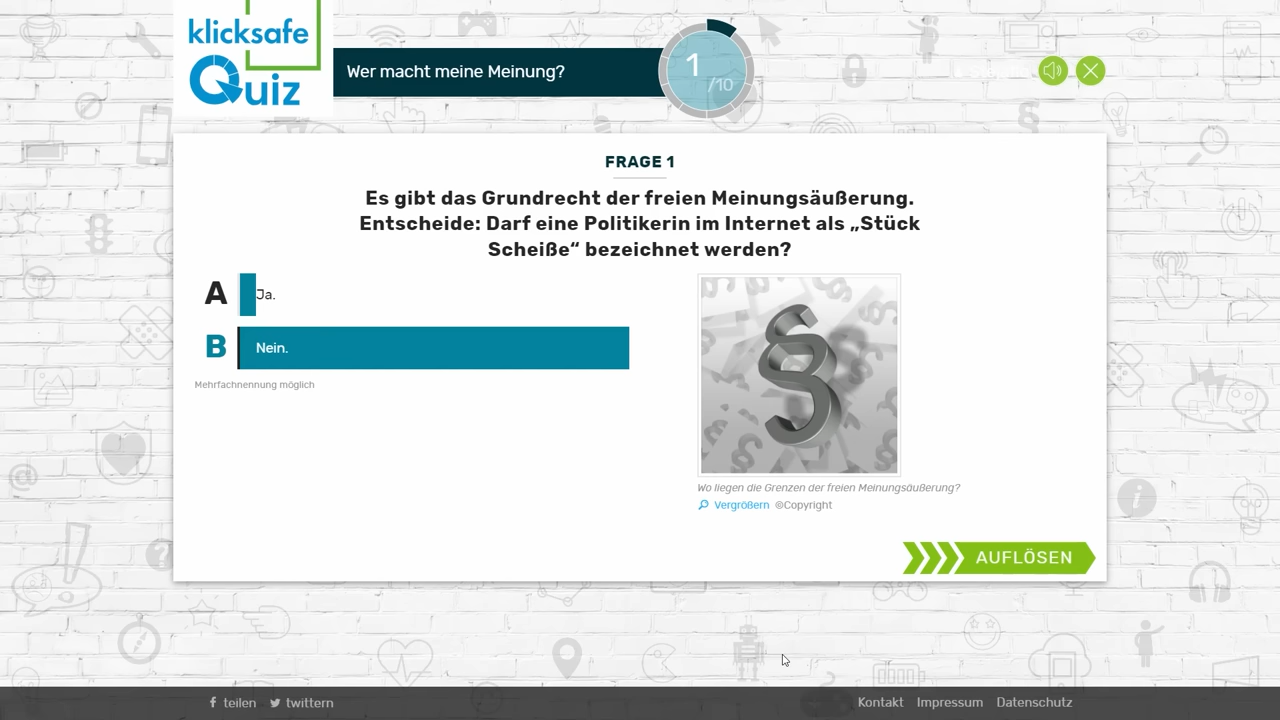 klicksafe
Quiz
Wer macht meine Meinung?
1
/10
FRAGE 1
Es gibt das Grundrecht der freien Meinungsäußerung.
Entscheide: Darf eine Politikerin im Internet als „Stück
Scheiße“ bezeichnet werden?
A Ja.
B Nein.
Mehrfachnennung möglich
Wo liegen die Grenzen der freien Meinungsäußerung?
Vergrößern ©Copyright
AUFLÖSEN
teilen twittern
Kontakt Impressum Datenschutz